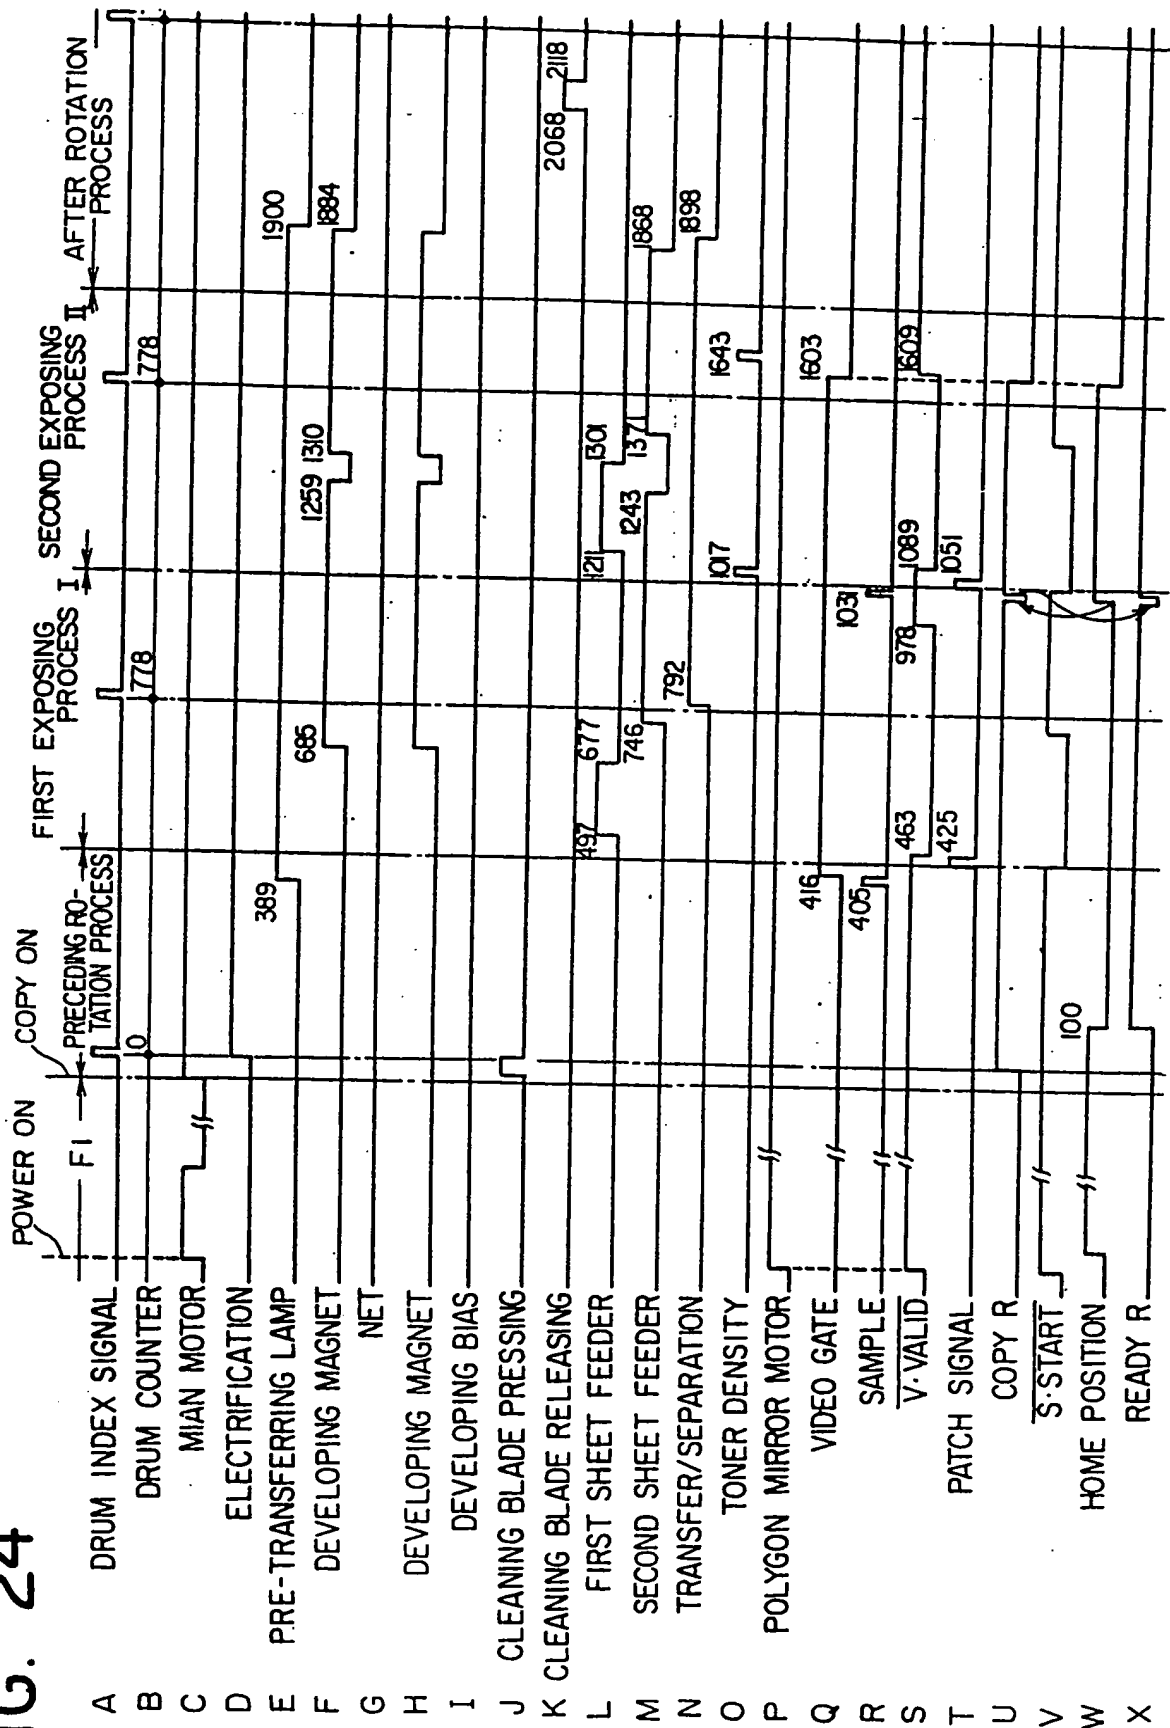 FIG. 24
POWER ON
COPY ON
F1
PRECEDING RO-
TATION PROCESS
FIRST EXPOSING
PROCESS I
SECOND EXPOSING
PROCESS II
AFTER ROTATION
PROCESS
A DRUM INDEX SIGNAL
B DRUM COUNTER 10 778 778
C MIAN MOTOR
D ELECTRIFICATION
E PRE-TRANSFERRING LAMP 389 1900
F DEVELOPING MAGNET 685 1259 1310 1884
G NET
H DEVELOPING MAGNET
I DEVELOPING BIAS
J CLEANING BLADE PRESSING
K CLEANING BLADE RELEASING 2068 2118
L FIRST SHEET FEEDER 497 677 1211 1301
M SECOND SHEET FEEDER 746 1243 1371 1868
N TRANSFER/SEPARATION 792 1898
O TONER DENSITY 1017 1643
P POLYGON MIRROR MOTOR
Q VIDEO GATE 416 1603
R SAMPLE 405 1031
S V·VALID 463 978 1089 1609
T PATCH SIGNAL 425 1051
U COPY R
V S·START
W HOME POSITION 100
X READY R